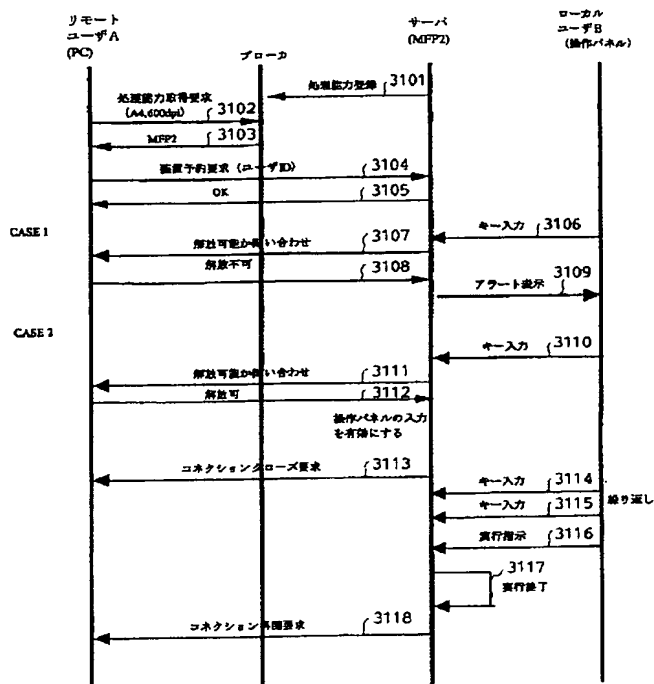 リモート
ユーザA
(PC)
ブローカ
サーバ
(MFP2)
ローカル
ユーザB
(操作パネル)
処理能力登録
3101
処理能力取得要求
(A4,600dpi)
3102
MFP2
3103
装置予約要求 (ユーザID)
3104
OK
3105
CASE 1
キー入力
3106
解放可能か問い合わせ
3107
解放不可
3108
アラート表示
3109
CASE 2
キー入力
3110
解放可能か問い合わせ
3111
解放可
3112
操作パネルの入力
を有効にする
コネクションクローズ要求
3113
キー入力
3114
キー入力
3115
繰り返し
実行指示
3116
3117
実行終了
コネクション再開要求
3118